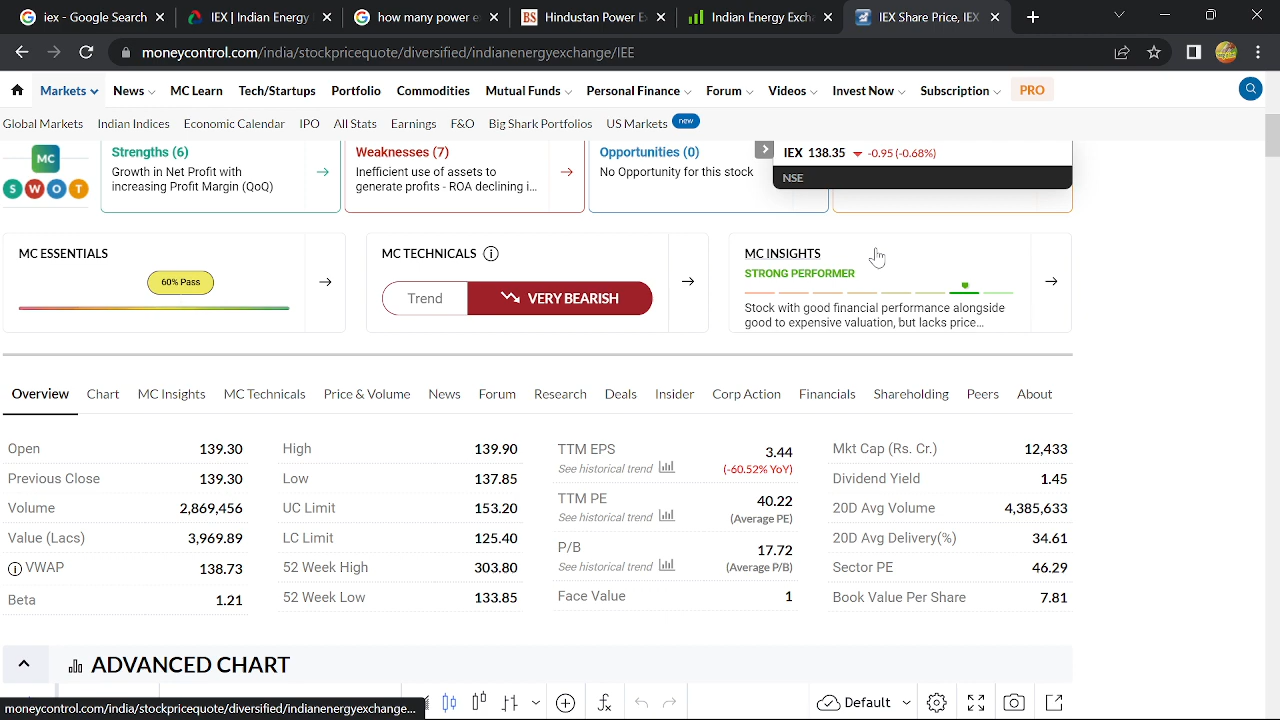 iex - Google Search
IEX | Indian Energy
how many power e
BS Hindustan Power E
Indian Energy Exch
IEX Share Price, IEX
moneycontrol.com/india/stockpricequote/diversified/indianenergyexchange/IEE
Markets News MC Learn Tech/Startups Portfolio Commodities Mutual Funds Personal Finance Forum Videos Invest Now Subscription PRO
Global Markets Indian Indices Economic Calendar IPO All Stats Earnings F&O Big Shark Portfolios US Markets new
MC
S W O T
Strengths (6)
Growth in Net Profit with
increasing Profit Margin (QoQ)
Weaknesses (7)
Inefficient use of assets to
generate profits - ROA (declining i...
Opportunities (0)
No Opportunity for this stock
IEX 138.35 -0.95 (-0.68%)
NSE
MC ESSENTIALS
60% Pass
MC TECHNICALS
Trend VERY BEARISH
MC INSIGHTS
STRONG PERFORMER
Stock with good financial performance alongside
good to expensive valuation, but lacks price...
Overview Chart MC Insights MC Technicals Price & Volume News Forum Research Deals Insider Corp Action Financials Shareholding Peers About
Open 139.30
Previous Close 139.30
Volume 2,869,456
Value (Lacs) 3,969.89
VWAP 138.73
Beta 1.21
High 139.90
Low 137.85
UC Limit 153.20
LC Limit 125.40
52 Week High 303.80
52 Week Low 133.85
TTM EPS 3.44
See historical trend (-60.52% YoY)
TTM PE 40.22
See historical trend (Average PE)
P/B 17.72
See historical trend (Average P/B)
Face Value 1
Mkt Cap (Rs. Cr.) 12,433
Dividend Yield 1.45
20D Avg Volume 4,385,633
20D Avg Delivery(%) 34.61
Sector PE 46.29
Book Value Per Share 7.81
ADVANCED CHART
Default
moneycontrol.com/india/stockpricequote/diversified/indianenergyexchange...